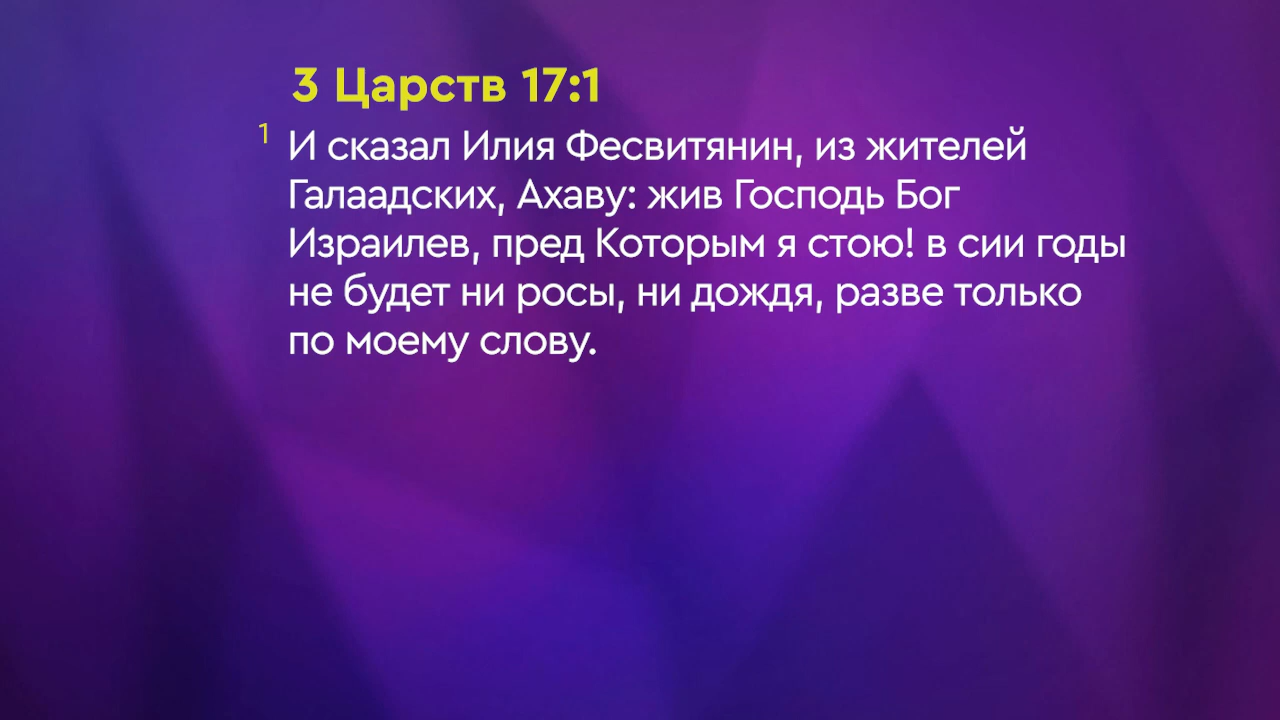 3 Царств 17:1
1 И сказал Илия Фесвитянин, из жителей
Галаадских, Ахаву: жив Господь Бог
Израилев, пред Которым я стою! в сии годы
не будет ни росы, ни дождя, разве только
по моему слову.